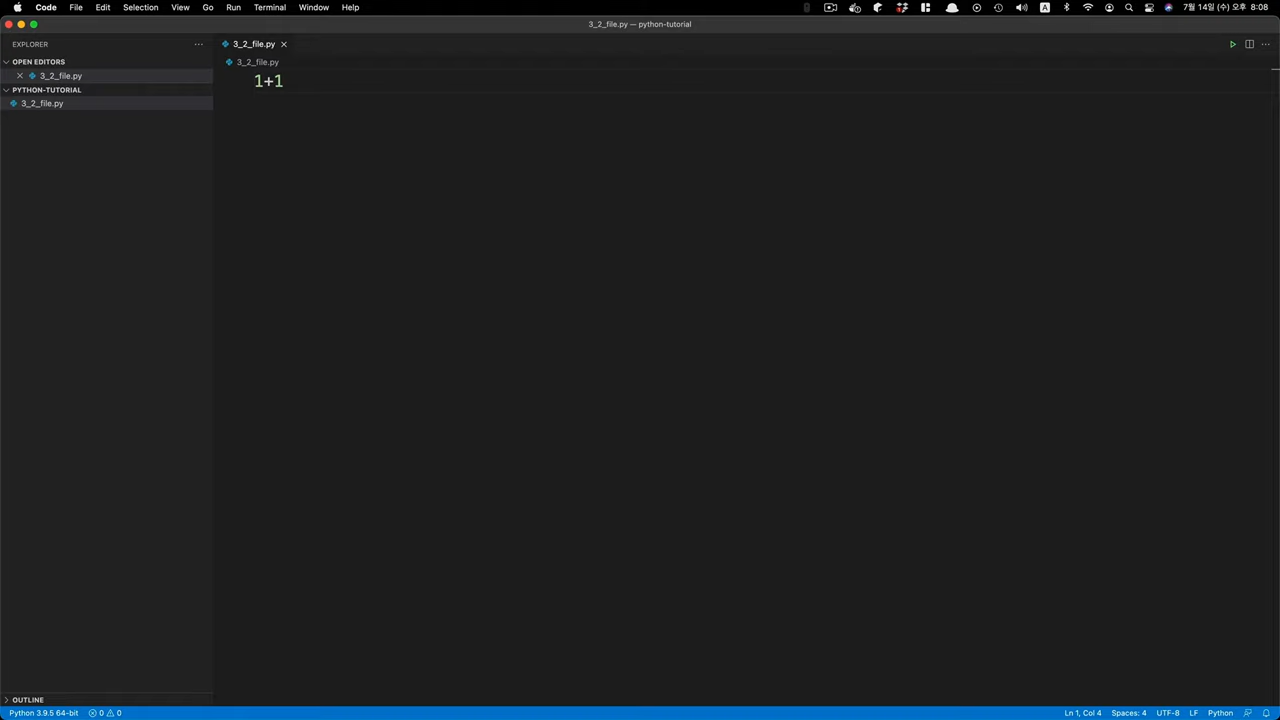 Code File Edit Selection View Go Run Terminal Window Help A 7월 14일 (수) 오후 8:08
3_2_file.py — python-tutorial
EXPLORER
3_2_file.py
OPEN EDITORS
3_2_file.py
3_2_file.py
1+1
PYTHON-TUTORIAL
3_2_file.py
OUTLINE
Python 3.9.5 64-bit 0 0 Ln 1, Col 4 Spaces: 4 UTF-8 LF Python